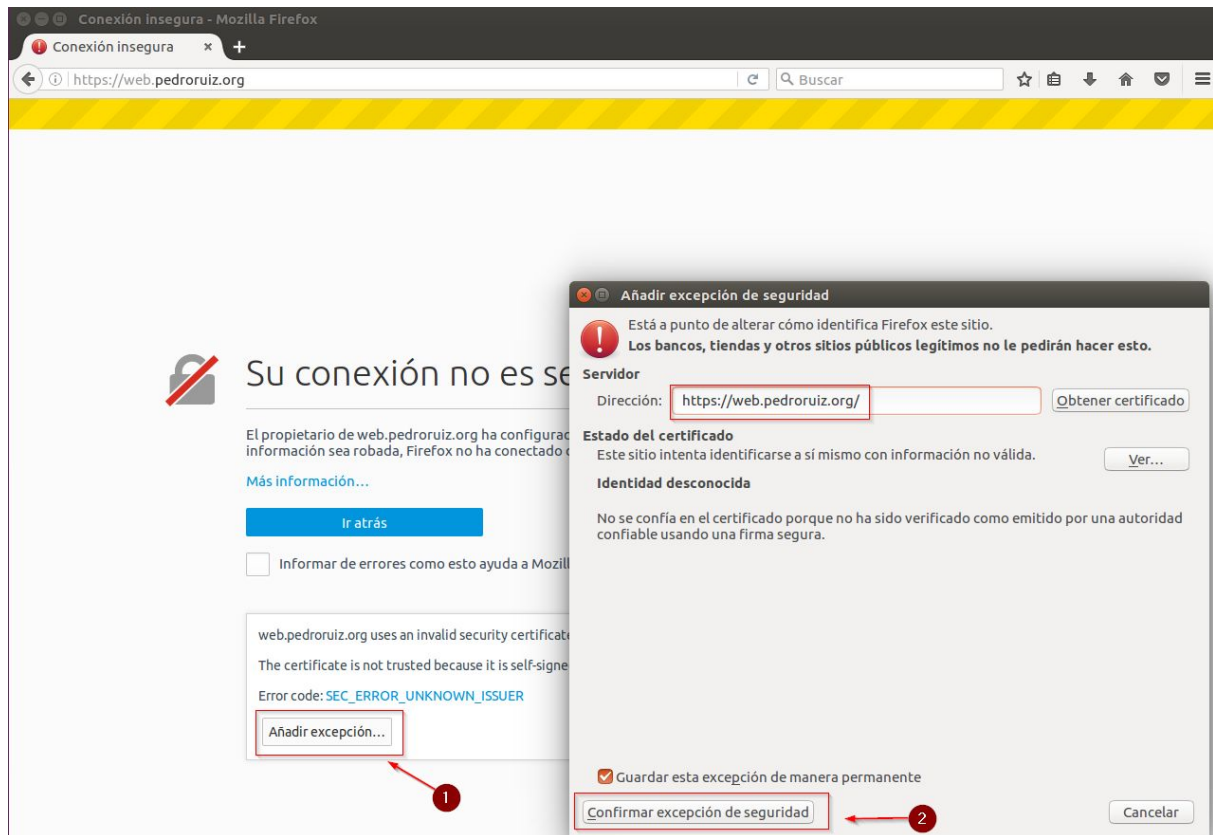 Conexión insegura - Mozilla Firefox
Conexión insegura
https://web.pedroruiz.org
Buscar
Su conexión no es se
El propietario de web.pedroruiz.org ha configurac
información sea robada, Firefox no ha conectado
Más información...
Ir atrás
Informar de errores como esto ayuda a Mozill
web.pedroruiz.org uses an invalid security certificate
The certificate is not trusted because it is self-signe
Error code: SEC_ERROR_UNKNOWN_ISSUER
Añadir excepción...
1
Añadir excepción de seguridad
Está a punto de alterar cómo identifica Firefox este sitio.
Los bancos, tiendas y otros sitios públicos legítimos no le pedirán hacer esto.
Servidor
Dirección: https://web.pedroruiz.org/ Obtener certificado
Estado del certificado
Este sitio intenta identificarse a sí mismo con información no válida.
Ver...
Identidad desconocida
No se confía en el certificado porque no ha sido verificado como emitido por una autoridad
confiable usando una firma segura.
Guardar esta excepción de manera permanente
Confirmar excepción de seguridad
2
Cancelar